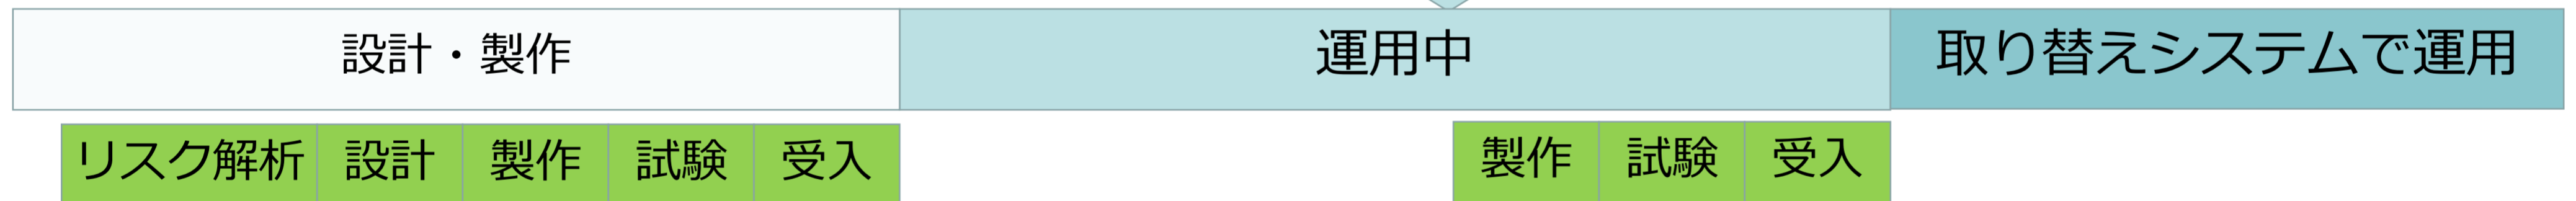 設計・製作
運用中
取り替えシステムで運用
リスク解析
設計
製作
試験
受入
製作
試験
受入